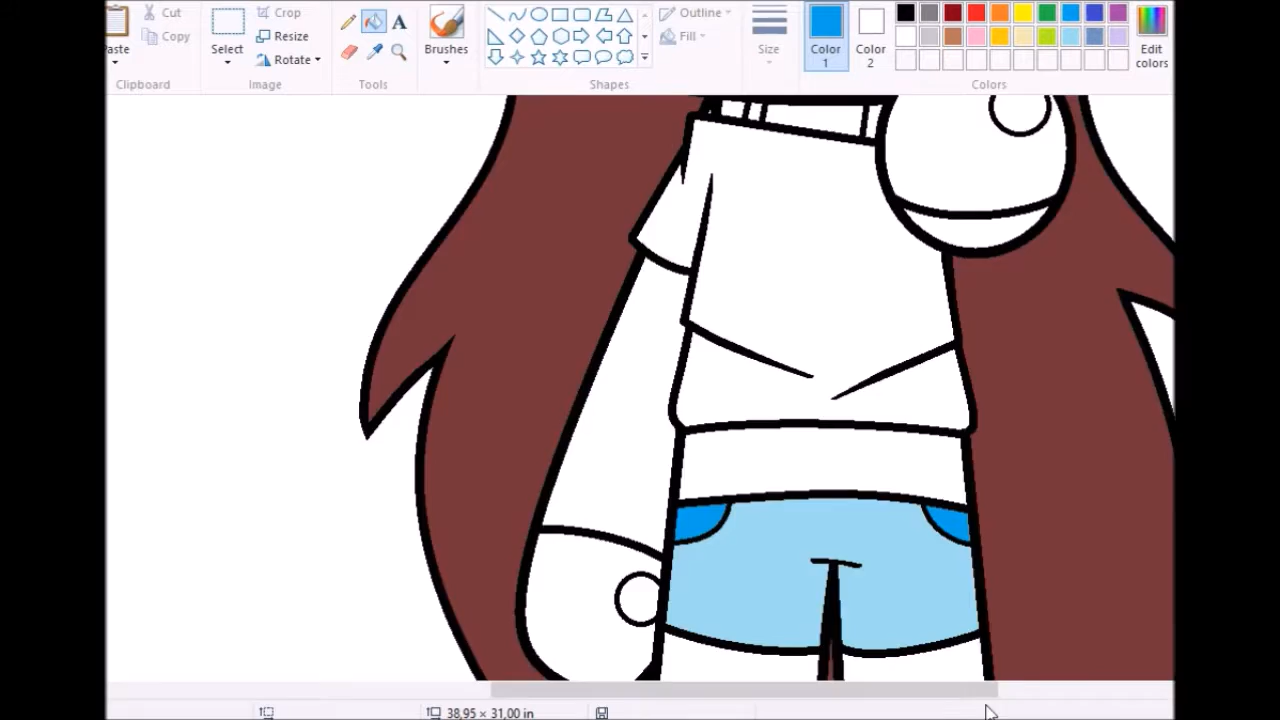 Paste
Cut
Copy
Clipboard
Select
Crop
Resize
Rotate
Image
A
Tools
Brushes
Outline
Fill
Shapes
Size
Color
1
Color
2
Edit
colors
Colors
38,95 × 31,00 in